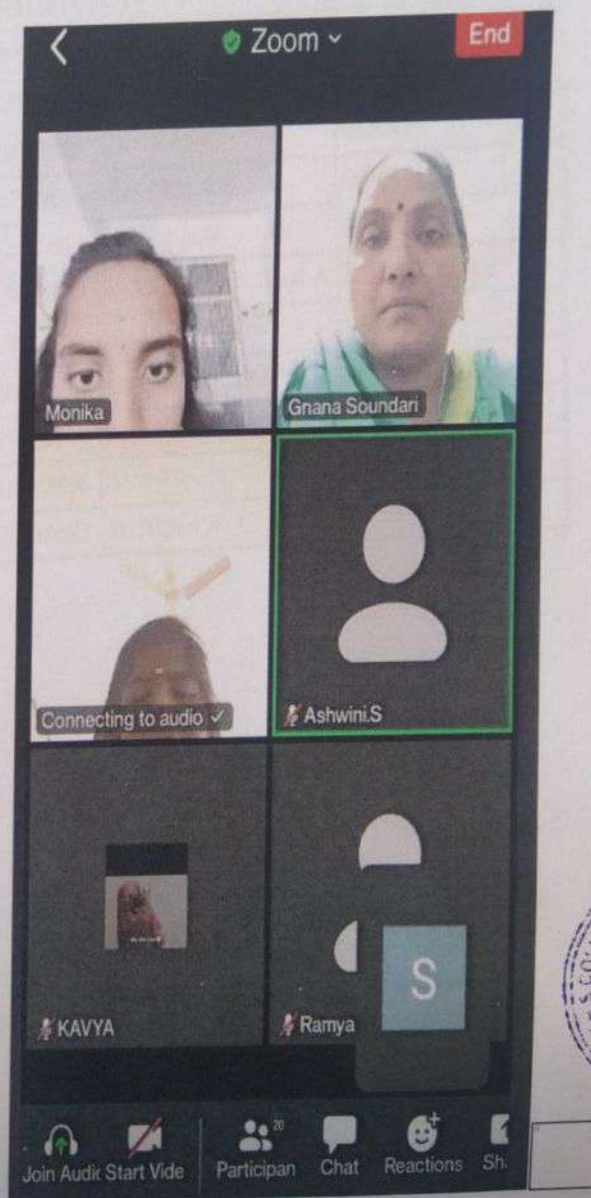 Zoom
End
Monika
Gnana Soundari
Connecting to audio
Ashwini.S
KAVYA
Ramya
S
20
Join Audic Start Vide Participan Chat Reactions Sh